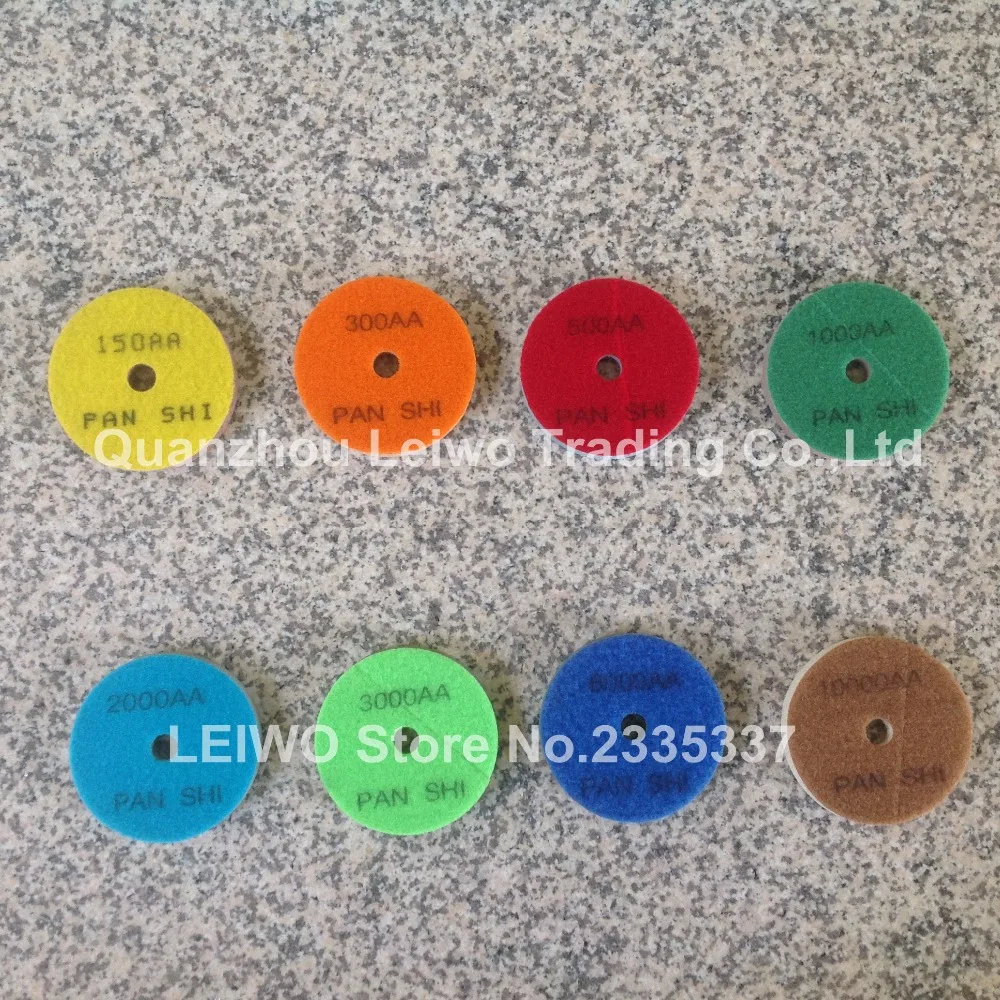 150AA
PAN SHI
300AA
PAN SHI
500AA
PAN SHI
1000AA
PAN SHI
Quanzhou Leiwo Trading Co.,Ltd
2000AA
PAN SHI
3000AA
PAN SHI
PAN SHI
10000AA
PAN SHI
LEIWO Store No.2335337